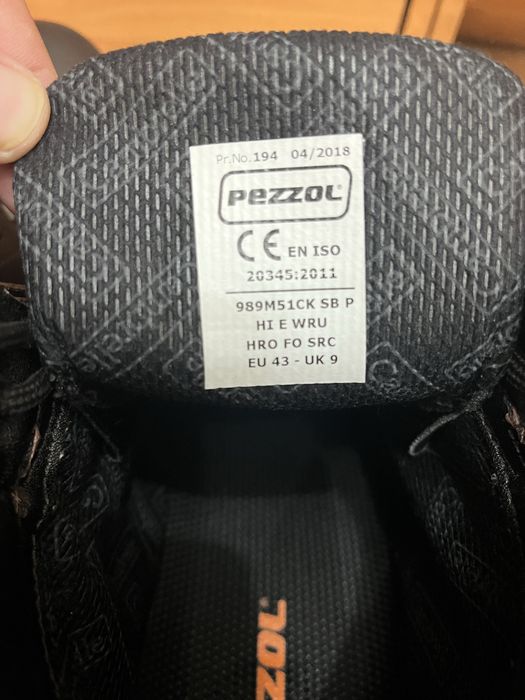 Pr.No.194 04/2018
PEZZOL®
CE EN ISO
20345:2011
989M51CK SB P
HI E WRU
HRO FO SRC
EU 43 - UK 9
ZOL®